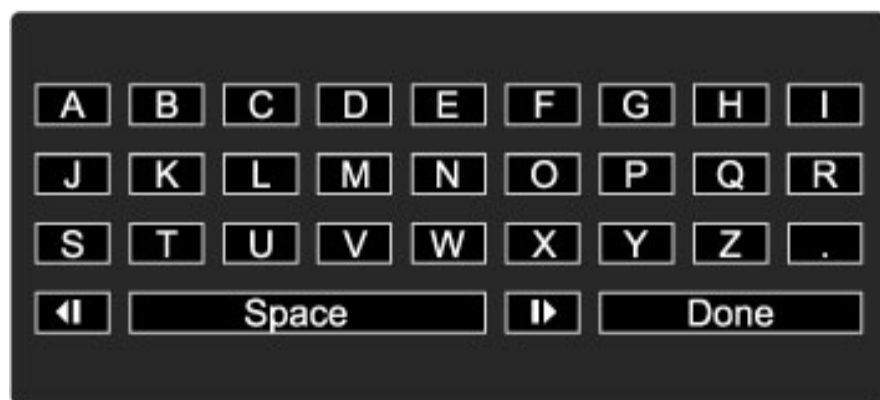 A B C D E F G H I
J K L M N O P Q R
S T U V W X Y Z .
Space Done